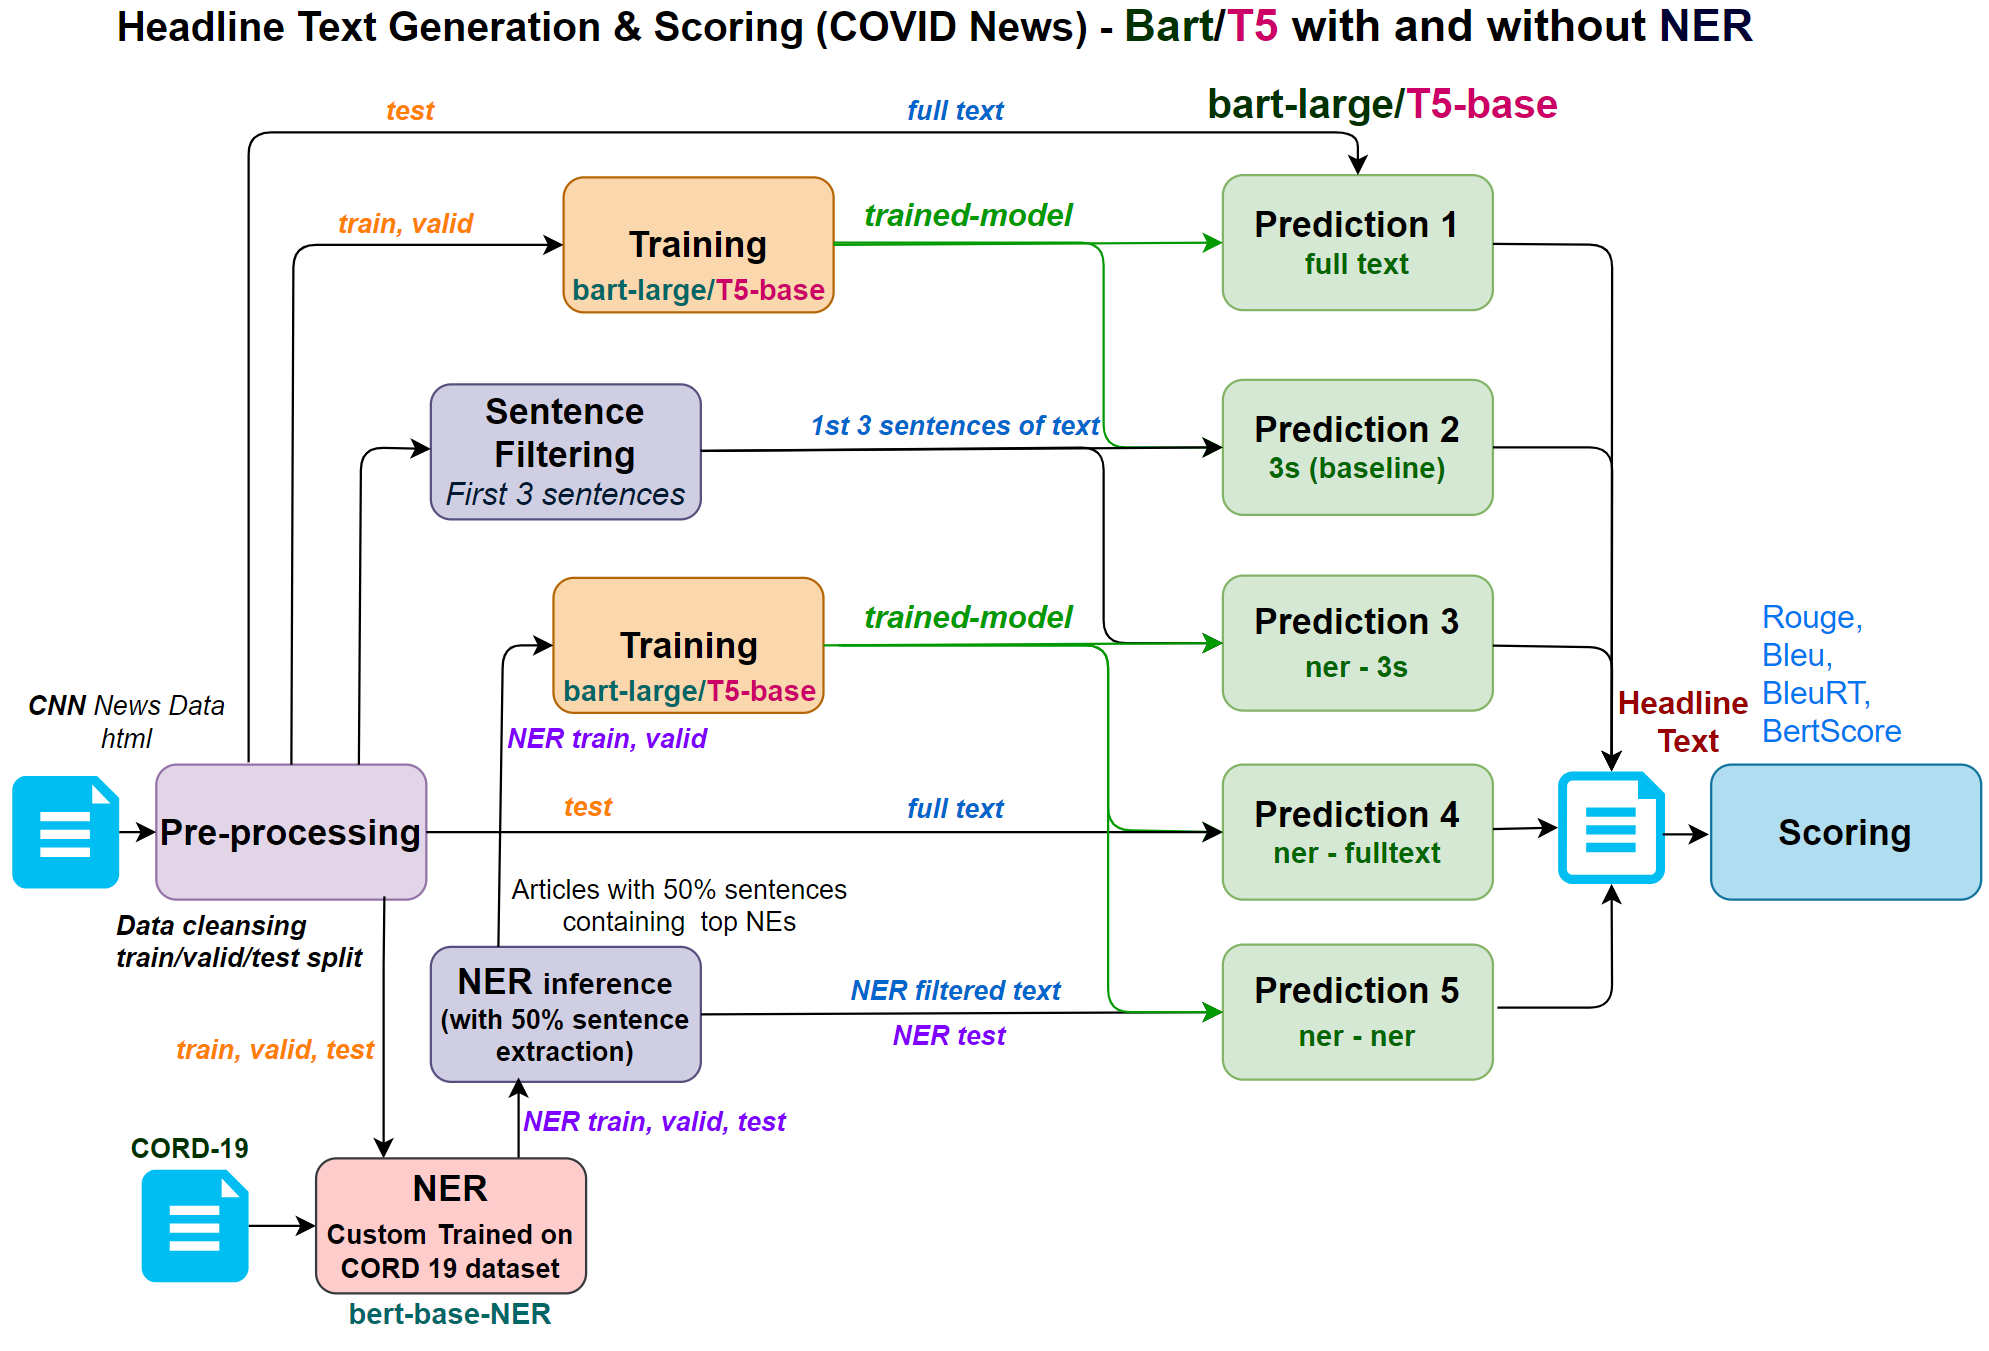 Headline Text Generation & Scoring (COVID News) - Bart/T5 with and without NER
bart-large/T5-base
test
full text
train, valid
Training
bart-large/T5-base
trained-model
Prediction 1
full text
Sentence
Filtering
First 3 sentences
1st 3 sentences of text
Prediction 2
3s (baseline)
Training
bart-large/T5-base
trained-model
Prediction 3
ner - 3s
NER train, valid
Rouge,
Bleu,
BleuRT,
BertScore
Headline
Text
CNN News Data
html
Pre-processing
test
full text
Prediction 4
ner - fulltext
Scoring
Data cleansing
train/valid/test split
Articles with 50% sentences
containing top NEs
NER inference
(with 50% sentence
extraction)
NER filtered text
NER test
Prediction 5
ner - ner
train, valid, test
NER train, valid, test
CORD-19
NER
Custom Trained on
CORD 19 dataset
bert-base-NER